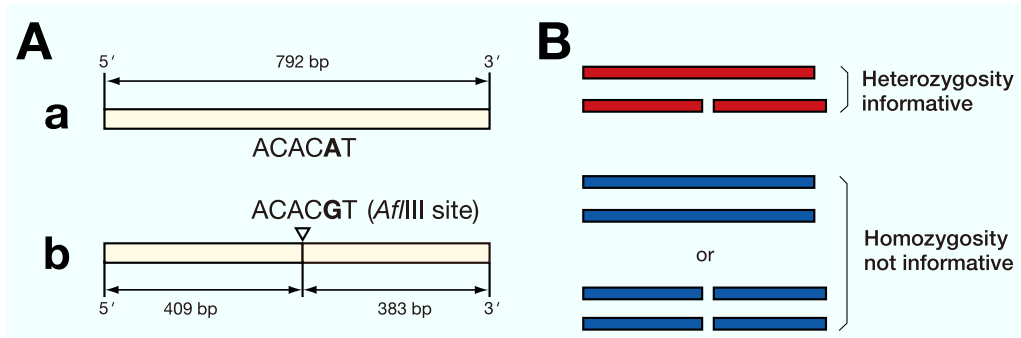 A
5′ 792 bp 3′
a
ACACAT
ACACGT (AflIII site)
b
5′ 409 bp 383 bp 3′
B
Heterozygosity
informative
or
Homozygosity
not informative